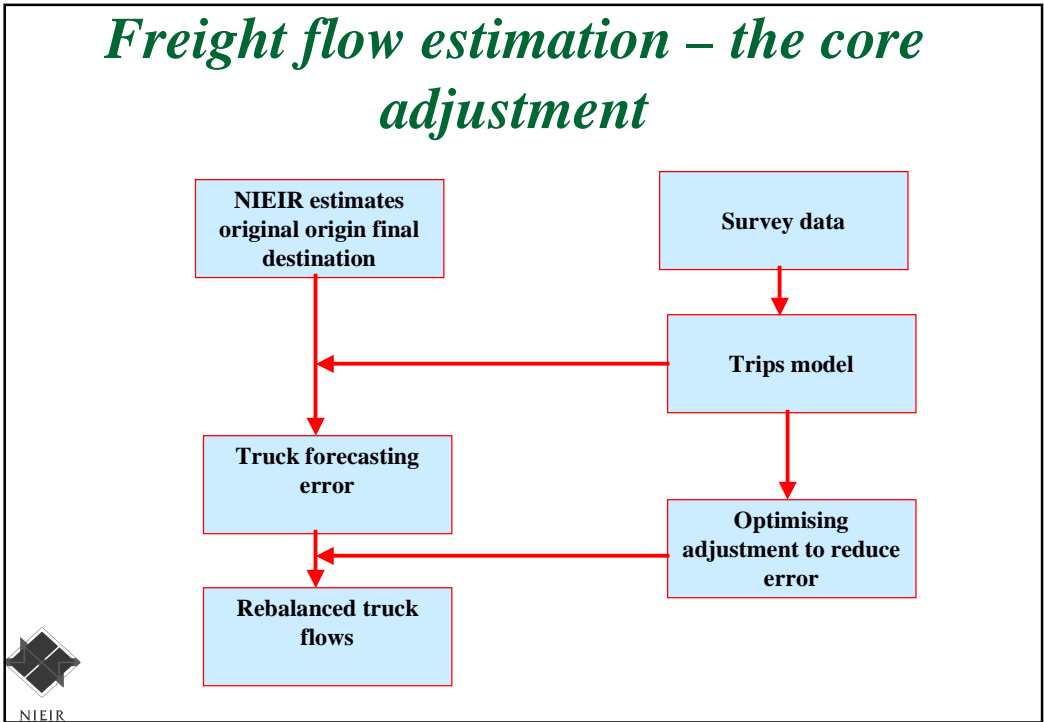 Freight flow estimation – the core
adjustment
NIEIR estimates
original origin final
destination
Survey data
Trips model
Truck forecasting
error
Optimising
adjustment to reduce
error
Rebalanced truck
flows
NIEIR